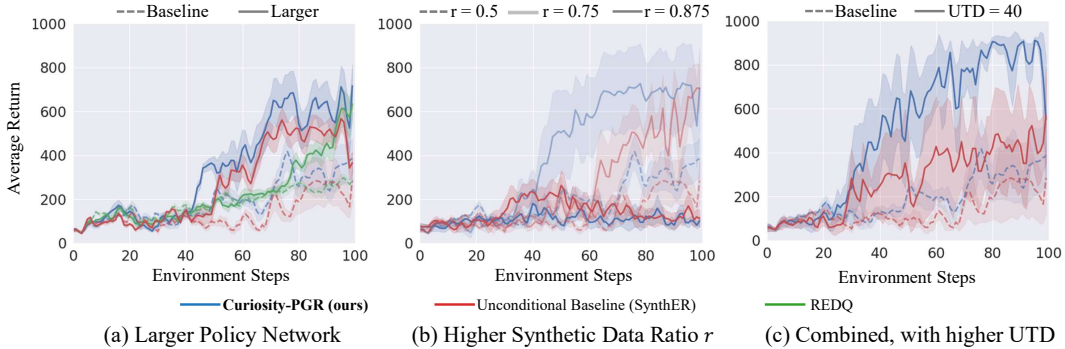 Baseline Larger
r = 0.5 r = 0.75 r = 0.875
Baseline UTD = 40
Average Return
1000
800
600
400
200
0
0 20 40 60 80 100
Environment Steps
1000
800
600
400
200
0
0 20 40 60 80 100
Environment Steps
1000
800
600
400
200
0
0 20 40 60 80 100
Environment Steps
Curiosity-PGR (ours) Unconditional Baseline (SynthER) REDQ
(a) Larger Policy Network
(b) Higher Synthetic Data Ratio r
(c) Combined, with higher UTD